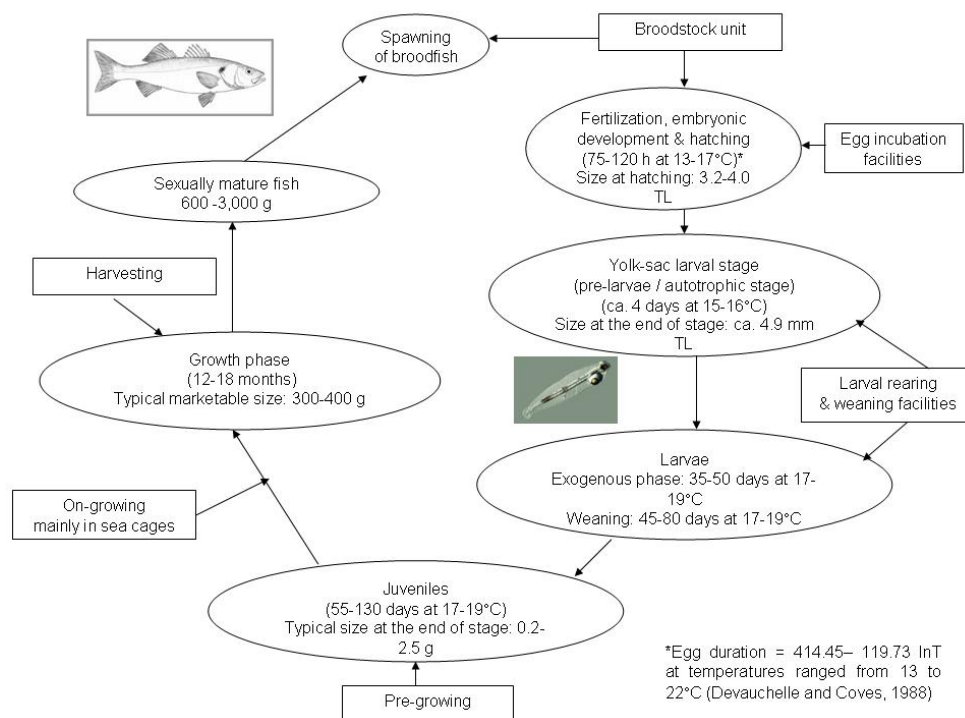 Spawning
of broodfish
Broodstock unit
Fertilization, embryonic
development & hatching
(75-120 h at 13-17°C)*
Size at hatching: 3.2-4.0
TL
Egg incubation
facilities
Sexually mature fish
600 -3,000 g
Yolk-sac larval stage
(pre-larvae / autotrophic stage)
(ca. 4 days at 15-16°C)
Size at the end of stage: ca. 4.9 mm
TL
Harvesting
Growth phase
(12-18 months)
Typical marketable size: 300-400 g
Larval rearing
& weaning facilities
Larvae
Exogenous phase: 35-50 days at 17-
19°C
Weaning: 45-80 days at 17-19°C
On-growing
mainly in sea cages
Juveniles
(55-130 days at 17-19°C)
Typical size at the end of stage: 0.2-
2.5 g
Pre-growing
*Egg duration = 414.45– 119.73 lnT
at temperatures ranged from 13 to
22°C (Devauchelle and Coves, 1988)